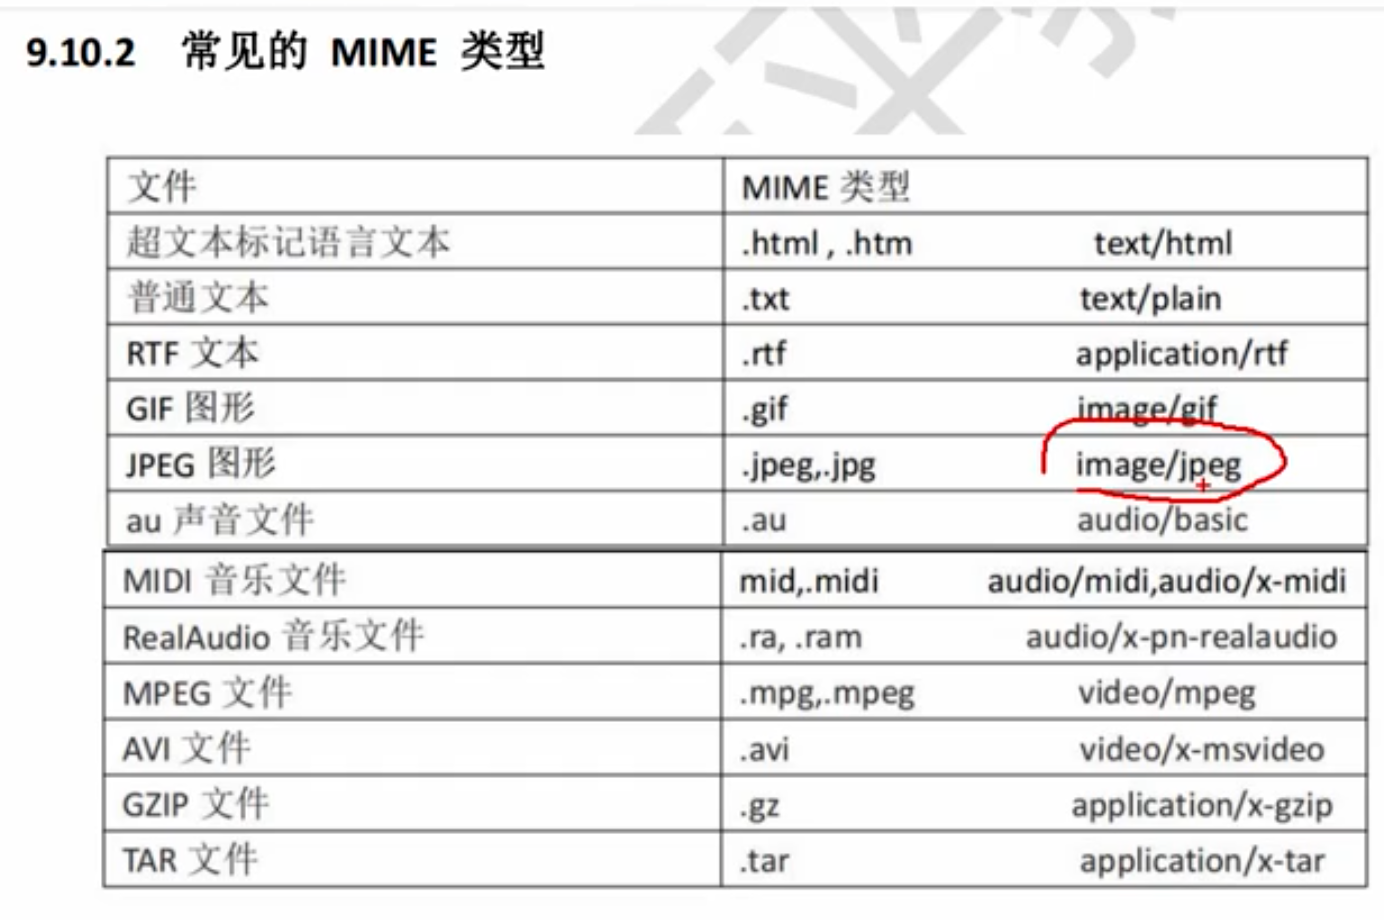 9.10.2 常见的 MIME 类型
文件 MIME 类型
超文本标记语言文本 .html , .htm text/html
普通文本 .txt text/plain
RTF 文本 .rtf application/rtf
GIF 图形 .gif image/gif
JPEG 图形 .jpeg,.jpg image/jpeg
au 声音文件 .au audio/basic
MIDI 音乐文件 mid,.midi audio/midi,audio/x-midi
RealAudio 音乐文件 .ra, .ram audio/x-pn-realaudio
MPEG 文件 .mpg,.mpeg video/mpeg
AVI 文件 .avi video/x-msvideo
GZIP 文件 .gz application/x-gzip
TAR 文件 .tar application/x-tar